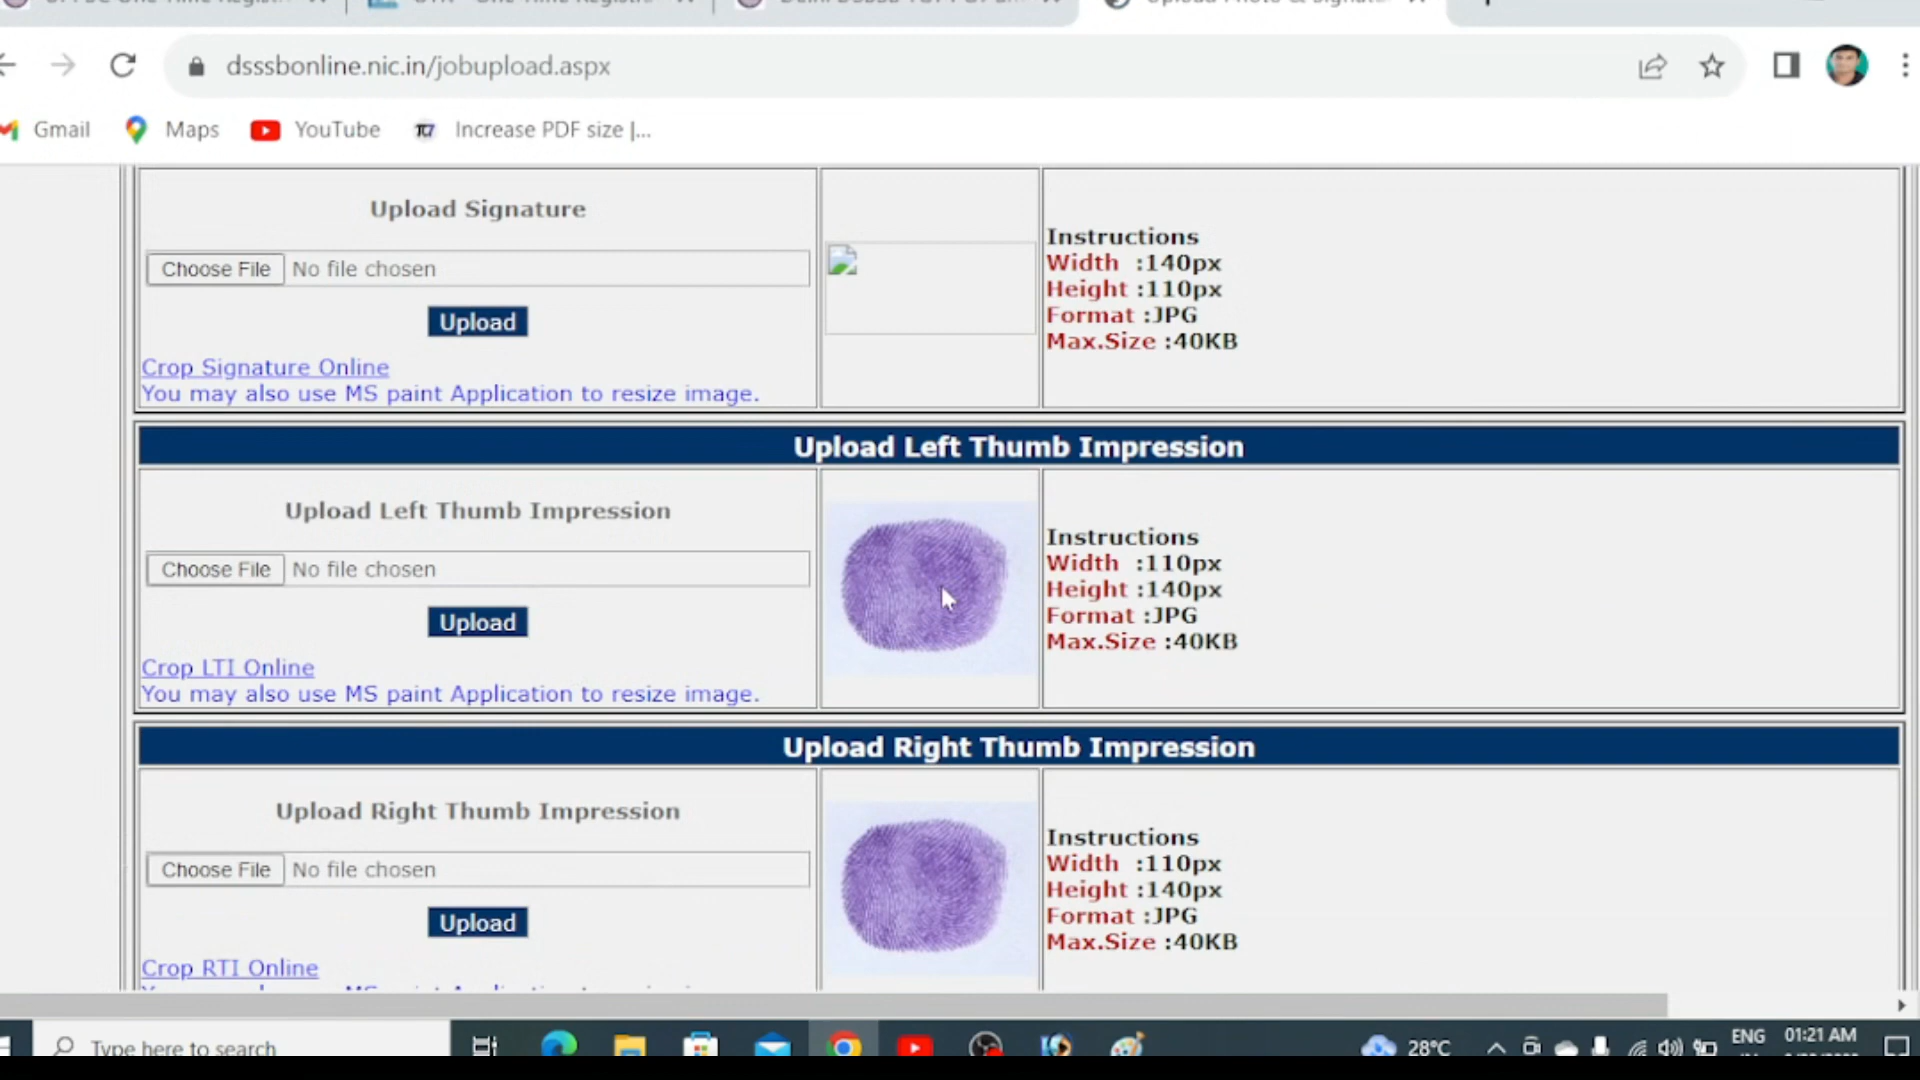 dsssbonline.nic.in/jobupload.aspx
Gmail Maps YouTube Increase PDF size |...
Upload Signature
Choose File No file chosen
Upload
Crop Signature Online
You may also use MS paint Application to resize image.
Instructions
Width :140px
Height :110px
Format :JPG
Max.Size :40KB
Upload Left Thumb Impression
Upload Left Thumb Impression
Choose File No file chosen
Upload
Crop LTI Online
You may also use MS paint Application to resize image.
Instructions
Width :110px
Height :140px
Format :JPG
Max.Size :40KB
Upload Right Thumb Impression
Upload Right Thumb Impression
Choose File No file chosen
Upload
Crop RTI Online
Instructions
Width :110px
Height :140px
Format :JPG
Max.Size :40KB
Type here to search
28°C
ENG
01:21 AM